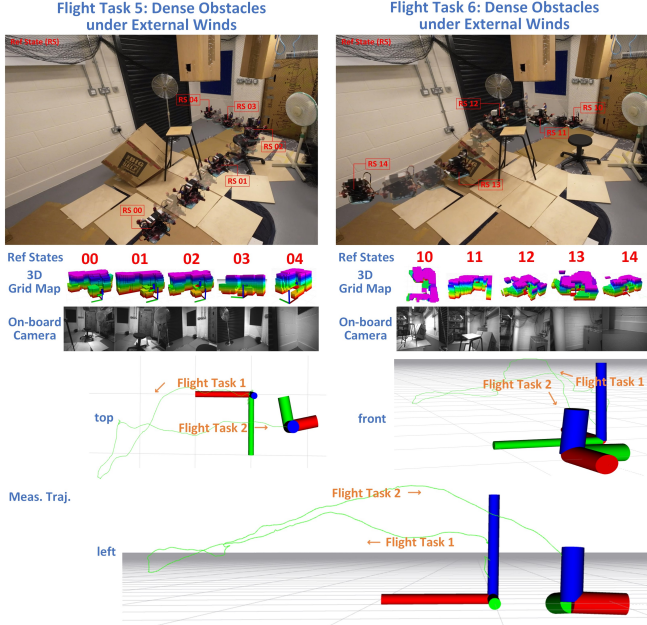 Flight Task 5: Dense Obstacles
under External Winds
Flight Task 6: Dense Obstacles
under External Winds
Ref State (RS)
Ref State (RS)
RS 04
RS 03
RS 01
RS 00
RS 12
RS 11
RS 14
RS 13
BIG
Ref States
00
01
02
03
04
3D
Grid Map
On-board
Camera
Ref States
10
11
12
13
14
3D
Grid Map
On-board
Camera
← Flight Task 1
top
Flight Task 2 →
Flight Task 2
← Flight Task 1
front
Meas. Traj.
Flight Task 2 →
← Flight Task 1
left